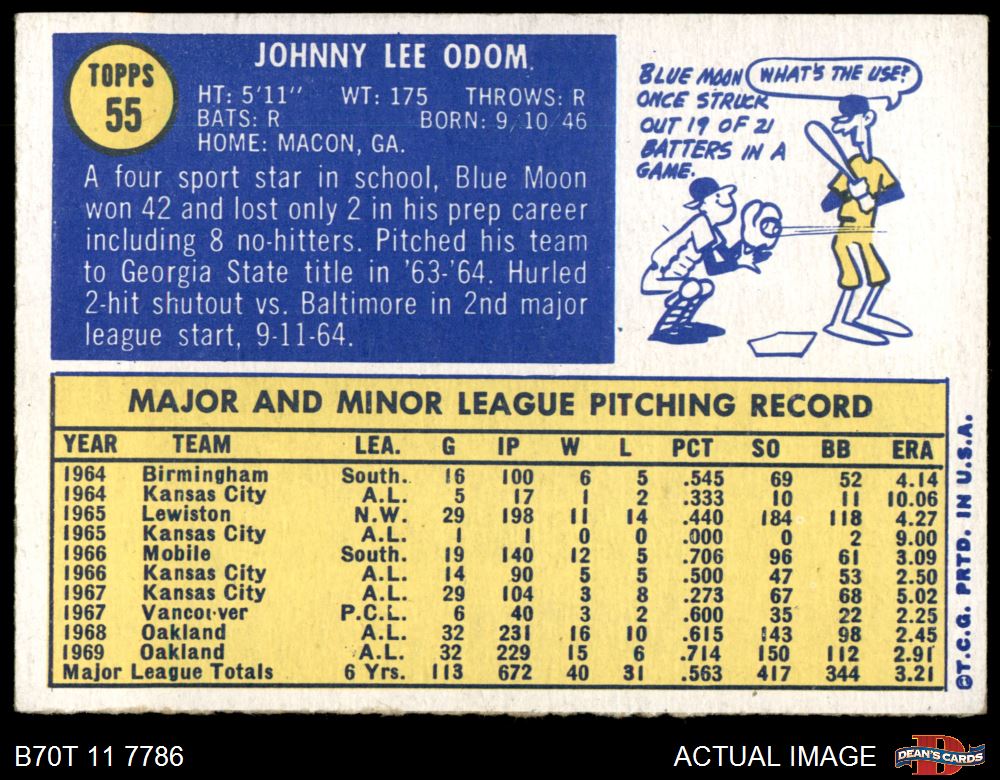 TOPPS
55
JOHNNY LEE ODOM
HT: 5'11" WT: 175 THROWS: R
BATS: R BORN: 9/10/46
HOME: MACON, GA.
A four sport star in school, Blue Moon
won 42 and lost only 2 in his prep career
including 8 no-hitters. Pitched his team
to Georgia State title in '63-'64. Hurled
2-hit shutout vs. Baltimore in 2nd major
league start, 9-11-64.
BLUE MOON
ONCE STRUCK
OUT 19 OF 21
BATTERS IN A
GAME.
WHAT'S THE USE?
MAJOR AND MINOR LEAGUE PITCHING RECORD
YEAR TEAM LEA. G IP W L PCT SO BB ERA
1964 Birmingham South. 16 100 6 5 .545 69 52 4.14
1964 Kansas City A.L. 5 17 1 2 .333 10 11 10.06
1965 Lewiston N.W. 29 198 11 14 .440 184 118 4.27
1965 Kansas City A.L. 1 1 0 0 .000 0 2 9.00
1966 Mobile South. 19 140 12 5 .706 96 61 3.09
1966 Kansas City A.L. 14 90 5 5 .500 47 53 2.50
1967 Kansas City A.L. 29 104 3 8 .273 67 68 5.02
1967 Vancouver P.C.L. 6 40 3 2 .600 35 22 2.25
1968 Oakland A.L. 32 231 16 10 .615 143 98 2.45
1969 Oakland A.L. 32 229 15 6 .714 150 112 2.91
Major League Totals 6 Yrs. 113 672 40 31 .563 417 344 3.21
©T.C.G. PRTD. IN U.S.A.
B70T 11 7786
ACTUAL IMAGE
D
DEAN'S CARDS